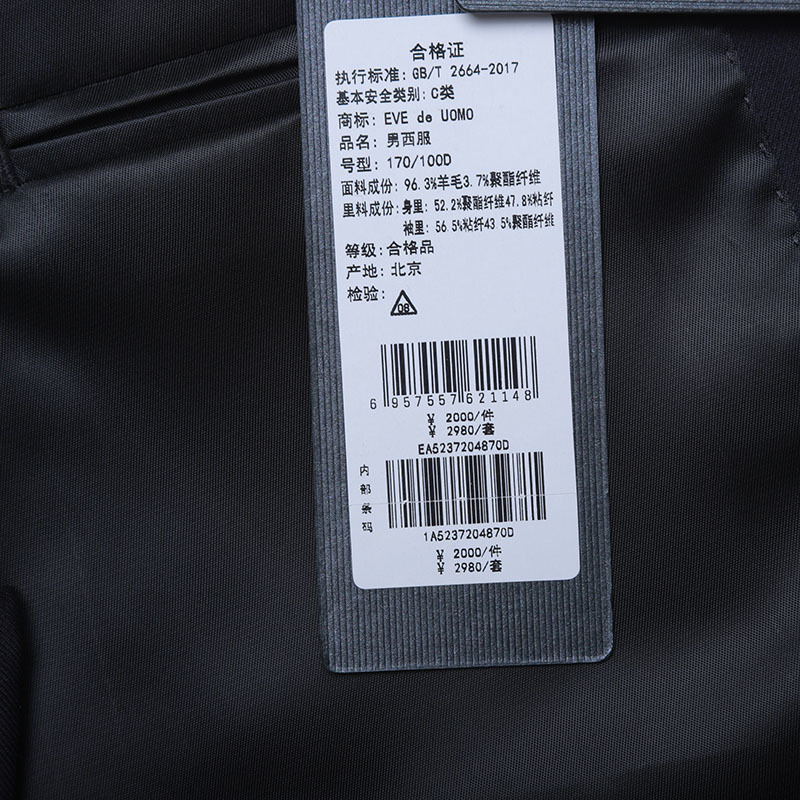 合格证
执行标准: GB/T 2664-2017
基本安全类别: C类
商标: EVE de UOMO
品名: 男西服
号型: 170/100D
面料成份: 96.3%羊毛3.7%聚酯纤维
里料成份: 身里: 52.2%聚酯纤维47.8%粘纤
袖里: 56.5%粘纤43 5%聚酯纤维
等级: 合格品
产地: 北京
检验: 08
6 957557 621148
¥ 2000/件
¥ 2980/套
EA5237204870D
内部条码
1A5237204870D
¥ 2000/件
¥ 2980/套